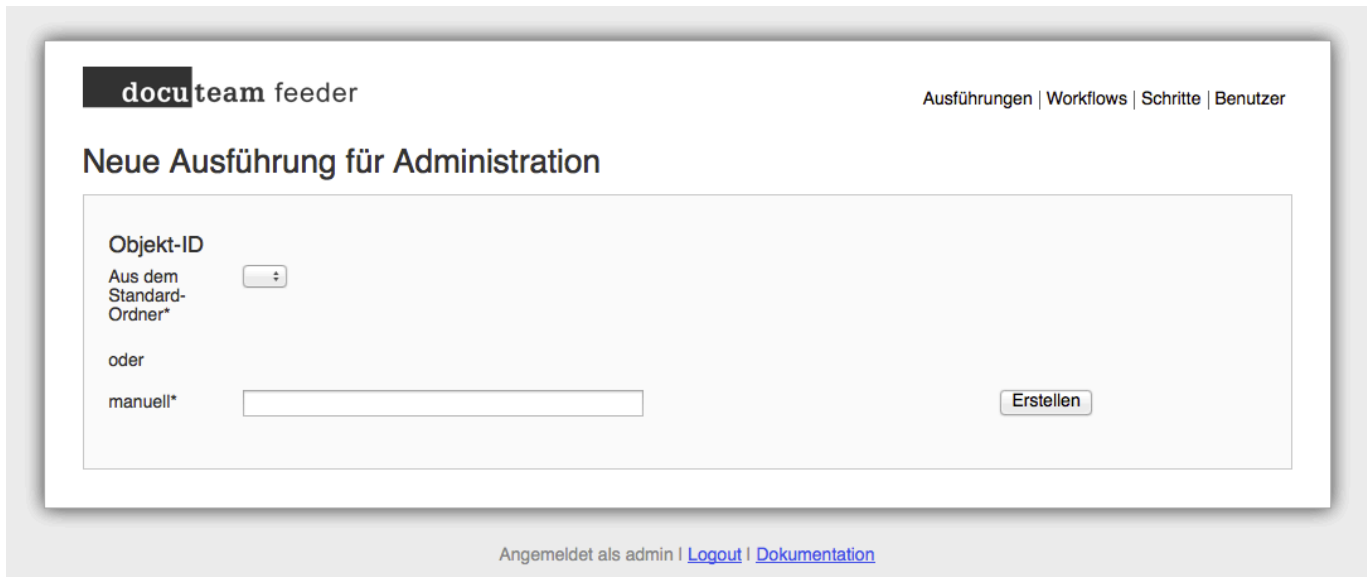 docuteam feeder
Ausführungen | Workflows | Schritte | Benutzer
Neue Ausführung für Administration
Objekt-ID
Aus dem
Standard-
Ordner*
oder
manuell*
Erstellen
Angemeldet als admin | Logout | Dokumentation